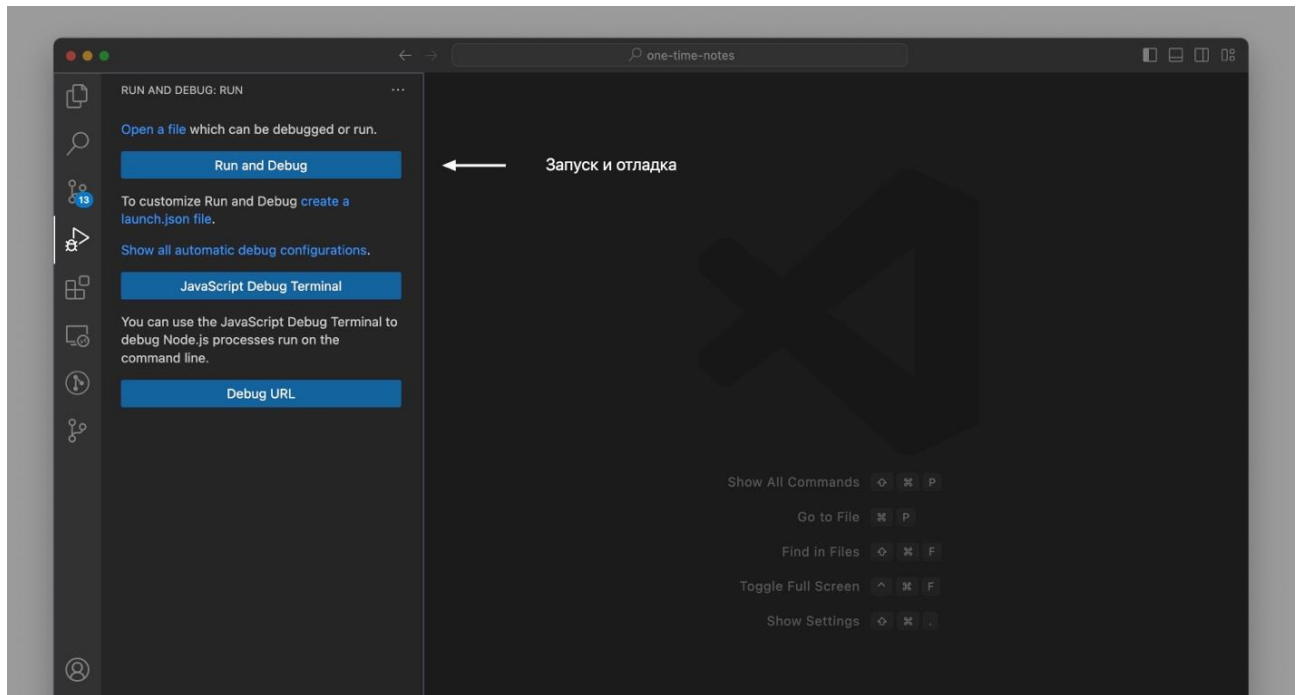 one-time-notes
RUN AND DEBUG: RUN
Open a file which can be debugged or run.
Run and Debug
Запуск и отладка
To customize Run and Debug create a
launch.json file.
13
Show all automatic debug configurations.
JavaScript Debug Terminal
You can use the JavaScript Debug Terminal to
debug Node.js processes run on the
command line.
Debug URL
Show All Commands ⇧ ⌘ P
Go to File ⌘ P
Find in Files ⇧ ⌘ F
Toggle Full Screen ^ ⌘ F
Show Settings ⇧ ⌘ .